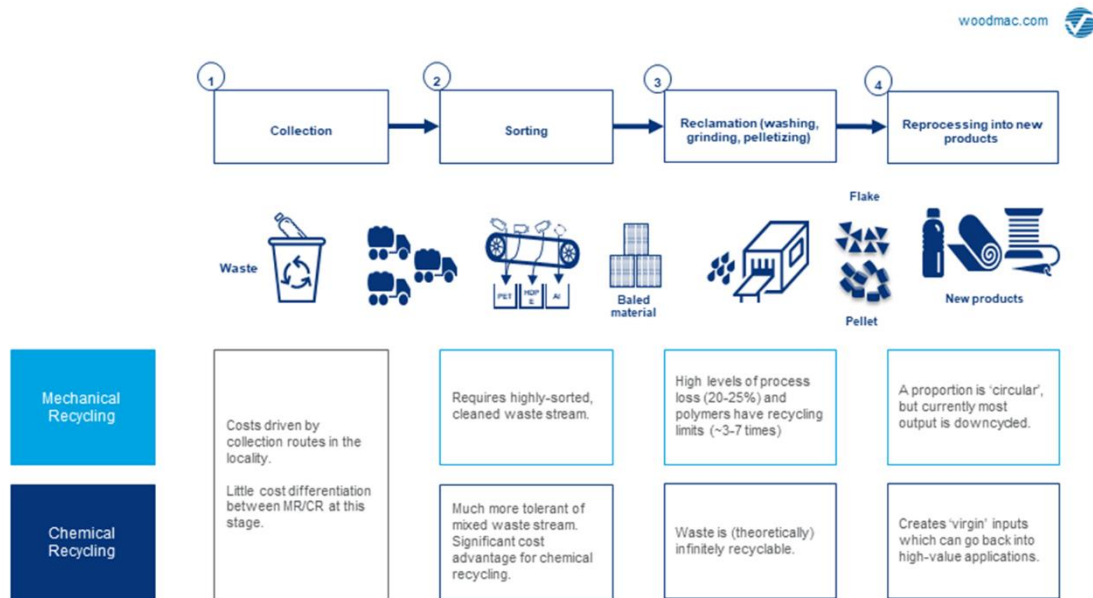 woodmac.com
1
Collection
2
Sorting
3
Reclamation (washing,
grinding, pelletizing)
4
Reprocessing into new
products
Waste
PET
HDP
E
Al
Baled
material
Flake
Pellet
New products
Mechanical
Recycling
Costs driven by
collection routes in the
locality.
Little cost differentiation
between MR/CR at this
stage.
Requires highly-sorted,
cleaned waste stream.
High levels of process
loss (20-25%) and
polymers have recycling
limits (~3-7 times)
A proportion is ‘circular’,
but currently most
output is downcycled.
Chemical
Recycling
Much more tolerant of
mixed waste stream.
Significant cost
advantage for chemical
recycling.
Waste is (theoretically)
infinitely recyclable.
Creates ‘virgin’ inputs
which can go back into
high-value applications.